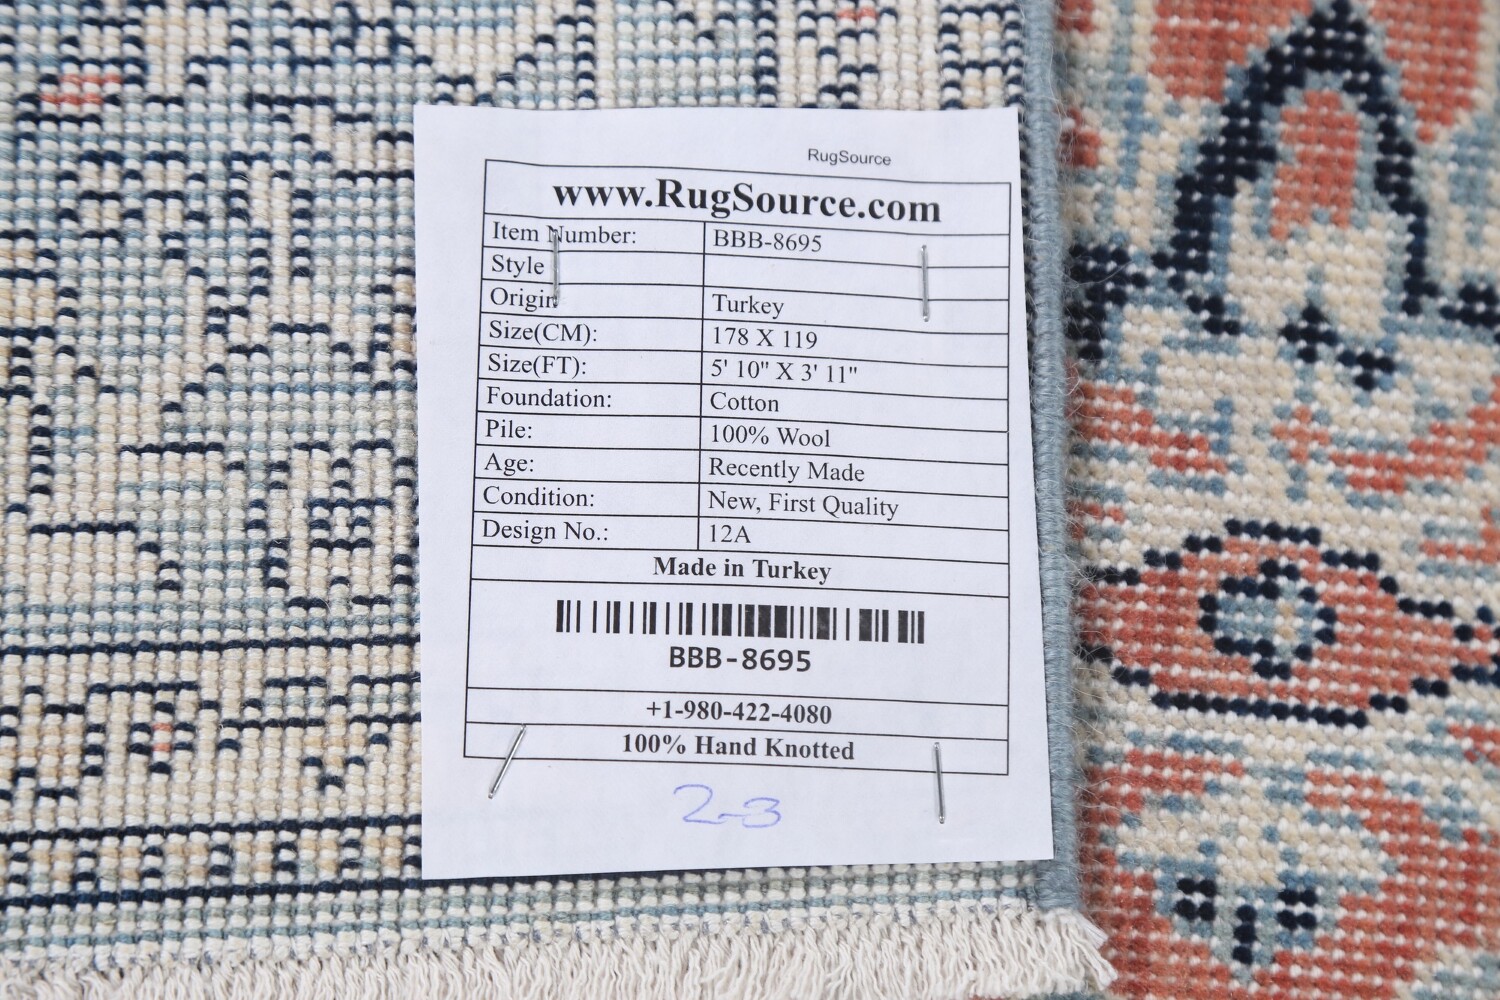 RugSource
www.RugSource.com
Item Number: BBB-8695
Style
Origin Turkey
Size(CM): 178 X 119
Size(FT): 5' 10" X 3' 11"
Foundation: Cotton
Pile: 100% Wool
Age: Recently Made
Condition: New, First Quality
Design No.: 12A
Made in Turkey
BBB-8695
+1-980-422-4080
100% Hand Knotted
2-3